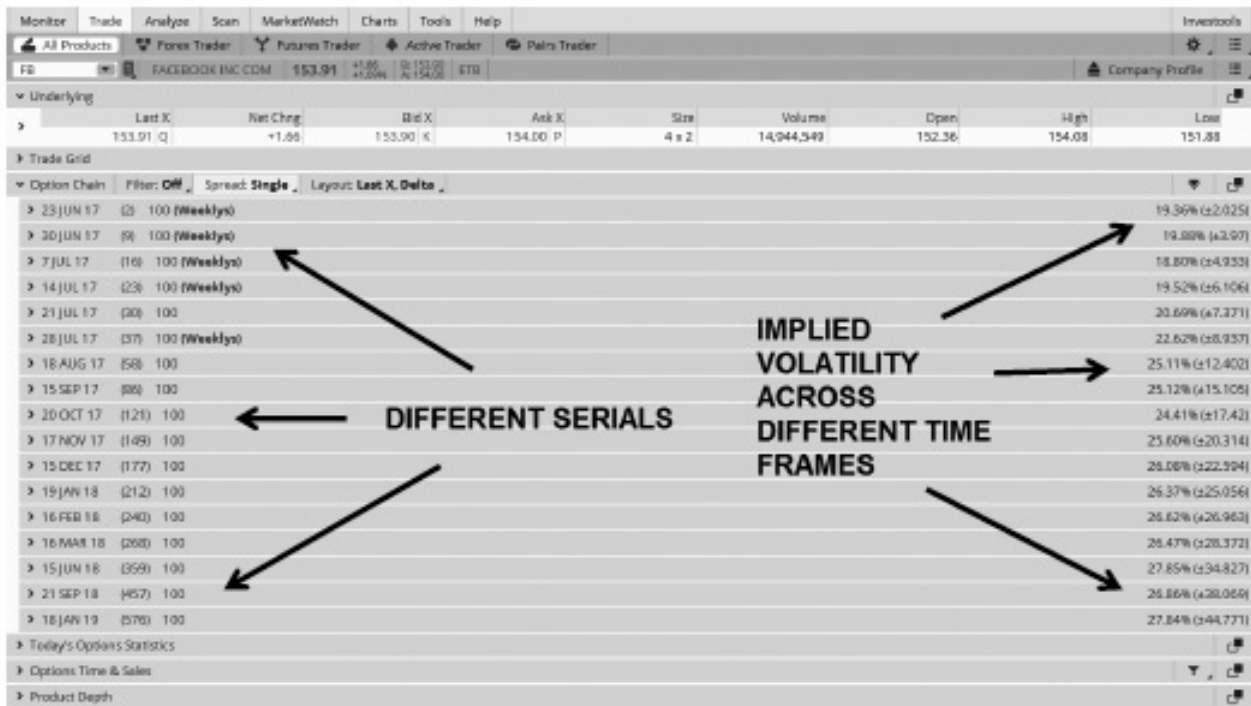 Monitor Trade Analyze Scan MarketWatch Charts Tools Help Investools
All Products Forex Trader Futures Trader Active Trader Pairs Trader
FB FACEBOOK INC COM 153.91 +1.66 +1.09% B: 153.90 A: 154.00 ETB Company Profile
Underlying
Last X Net Chng Bid X Ask X Size Volume Open High Low
153.91 Q +1.66 153.90 K 154.00 P 4 x 2 14,944,549 152.36 154.08 151.88
Trade Grid
Option Chain Filter: Off Spread: Single Layout: Last X, Delta
23 JUN 17 (2) 100 (Weeklys) 19.36% (±2.025)
30 JUN 17 (9) 100 (Weeklys) 19.88% (±3.97)
7 JUL 17 (16) 100 (Weeklys) 18.80% (±4.933)
14 JUL 17 (23) 100 (Weeklys) 19.52% (±6.106)
21 JUL 17 (30) 100 20.69% (±7.371)
28 JUL 17 (37) 100 (Weeklys) 22.62% (±8.937)
18 AUG 17 (58) 100 25.11% (±12.402)
15 SEP 17 (86) 100 25.12% (±15.105)
20 OCT 17 (121) 100 24.41% (±17.42)
17 NOV 17 (149) 100 25.60% (±20.314)
15 DEC 17 (177) 100 26.08% (±22.594)
19 JAN 18 (212) 100 26.37% (±25.056)
16 FEB 18 (240) 100 26.62% (±26.963)
16 MAR 18 (268) 100 26.47% (±28.372)
15 JUN 18 (359) 100 27.85% (±34.827)
21 SEP 18 (457) 100 26.86% (±38.069)
18 JAN 19 (576) 100 27.84% (±44.771)
DIFFERENT SERIALS
IMPLIED
VOLATILITY
ACROSS
DIFFERENT TIME
FRAMES
Today's Options Statistics
Options Time & Sales
Product Depth